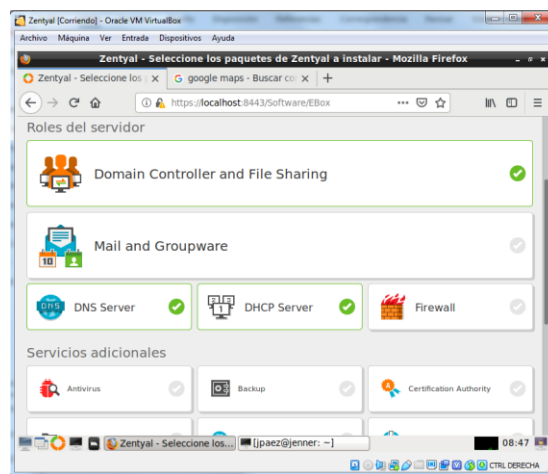 Zentyal [Corriendo] - Oracle VM VirtualBox
Archivo Máquina Ver Entrada Dispositivos Ayuda
Zentyal - Seleccione los paquetes de Zentyal a instalar - Mozilla Firefox
Zentyal - Seleccione los
google maps - Buscar co
https://localhost:8443/Software/EBox
Roles del servidor
Domain Controller and File Sharing
10
Mail and Groupware
DNS
DNS Server
1
DHCP Server
Firewall
Servicios adicionales
Antivirus
Backup
Certification Authority
Zentyal - Seleccione los...
[jpaez@jenner: ~]
08:47
CTRL DERECHA